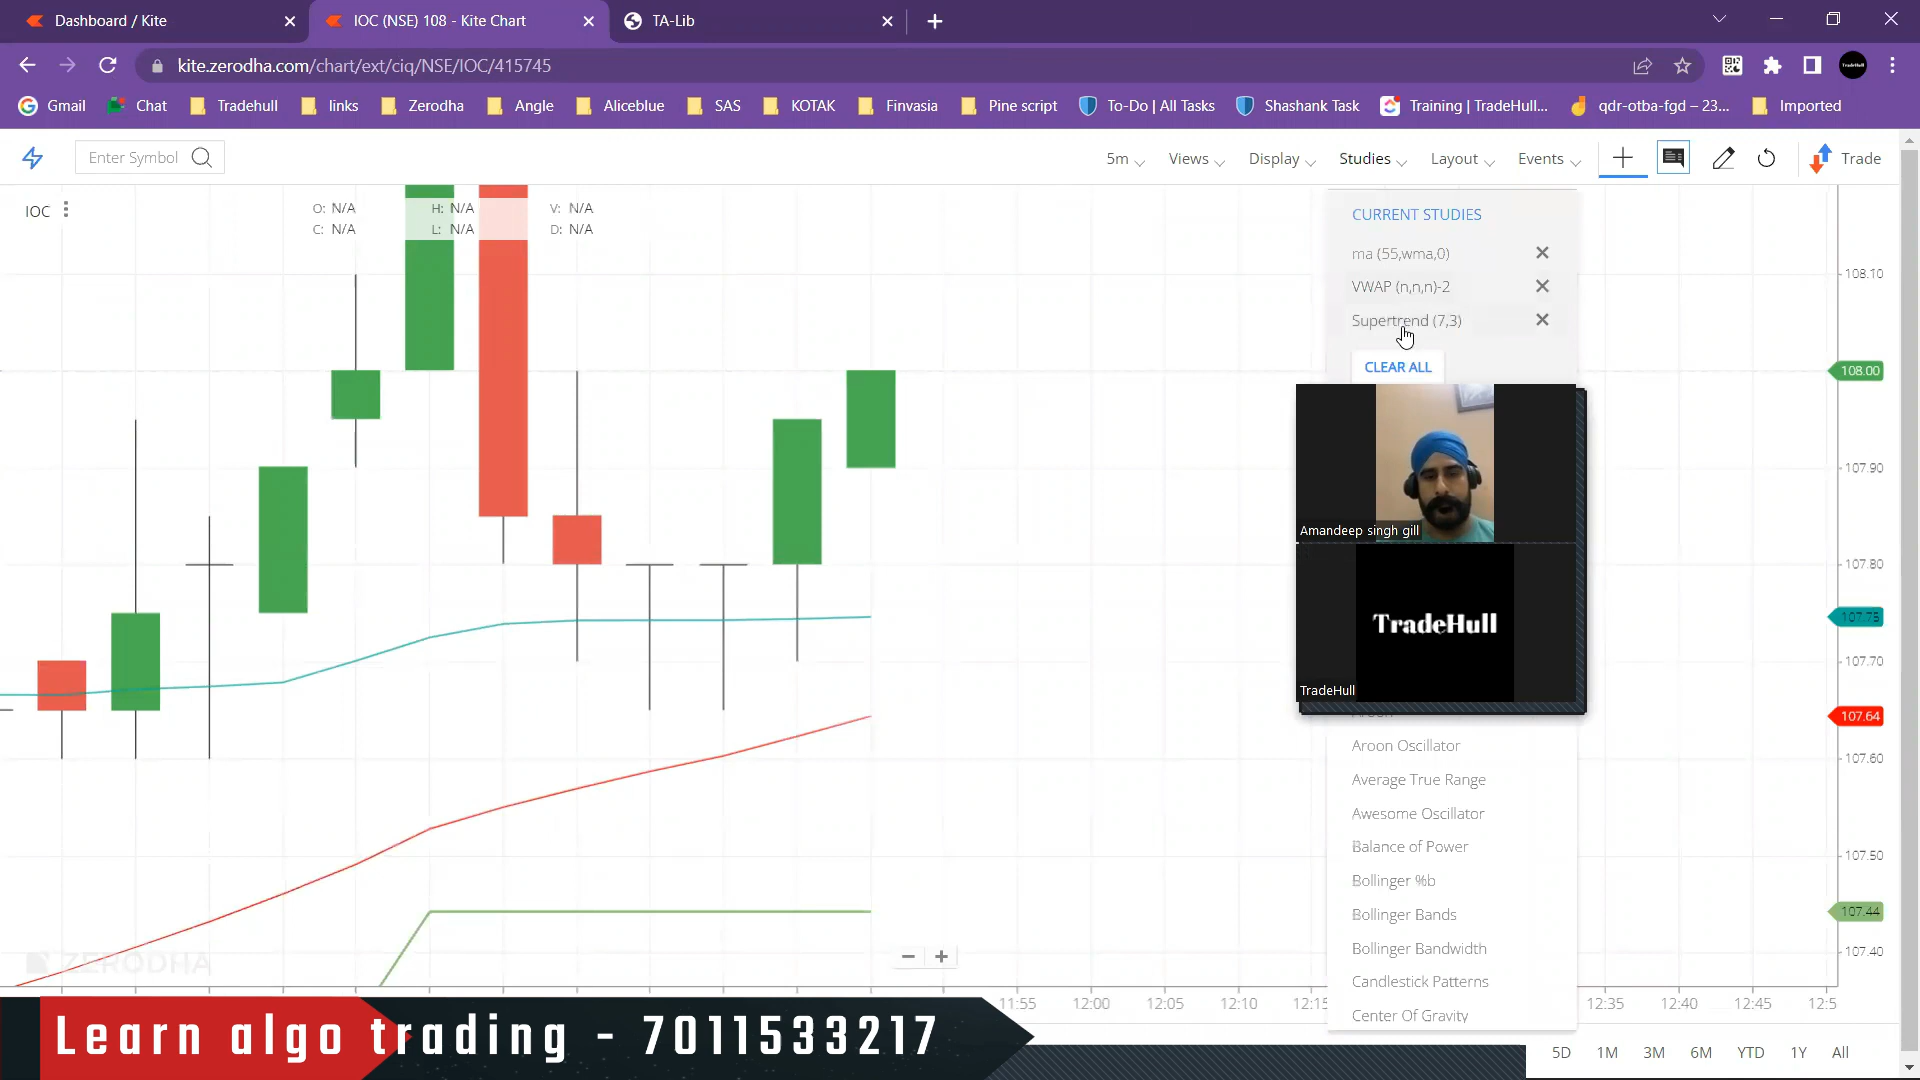 Dashboard / Kite
IOC (NSE) 108 - Kite Chart
TA-Lib
kite.zerodha.com/chart/ext/ciq/NSE/IOC/415745
Gmail
Chat
Tradehull
links
Zerodha
Angle
Aliceblue
SAS
KOTAK
Finvasia
Pine script
To-Do | All Tasks
Shashank Task
Training | TradeHull...
qdr-otba-fgd – 23...
Imported
Enter Symbol
5m
Views
Display
Studies
Layout
Events
Trade
IOC
O: N/A
H: N/A
V: N/A
C: N/A
L: N/A
D: N/A
CURRENT STUDIES
ma (55,wma,0)
VWAP (n,n,n)-2
Supertrend (7,3)
CLEAR ALL
Amandeep singh gill
TradeHull
TradeHull
Aroon
Aroon Oscillator
Average True Range
Awesome Oscillator
Balance of Power
Bollinger %b
Bollinger Bands
Bollinger Bandwidth
Candlestick Patterns
Center Of Gravity
108.10
108.00
107.90
107.80
107.75
107.70
107.64
107.60
107.50
107.44
107.40
ZERODHA
11:55
12:00
12:05
12:10
12:15
12:35
12:40
12:45
12:5
Learn algo trading - 7011533217
5D
1M
3M
6M
YTD
1Y
All